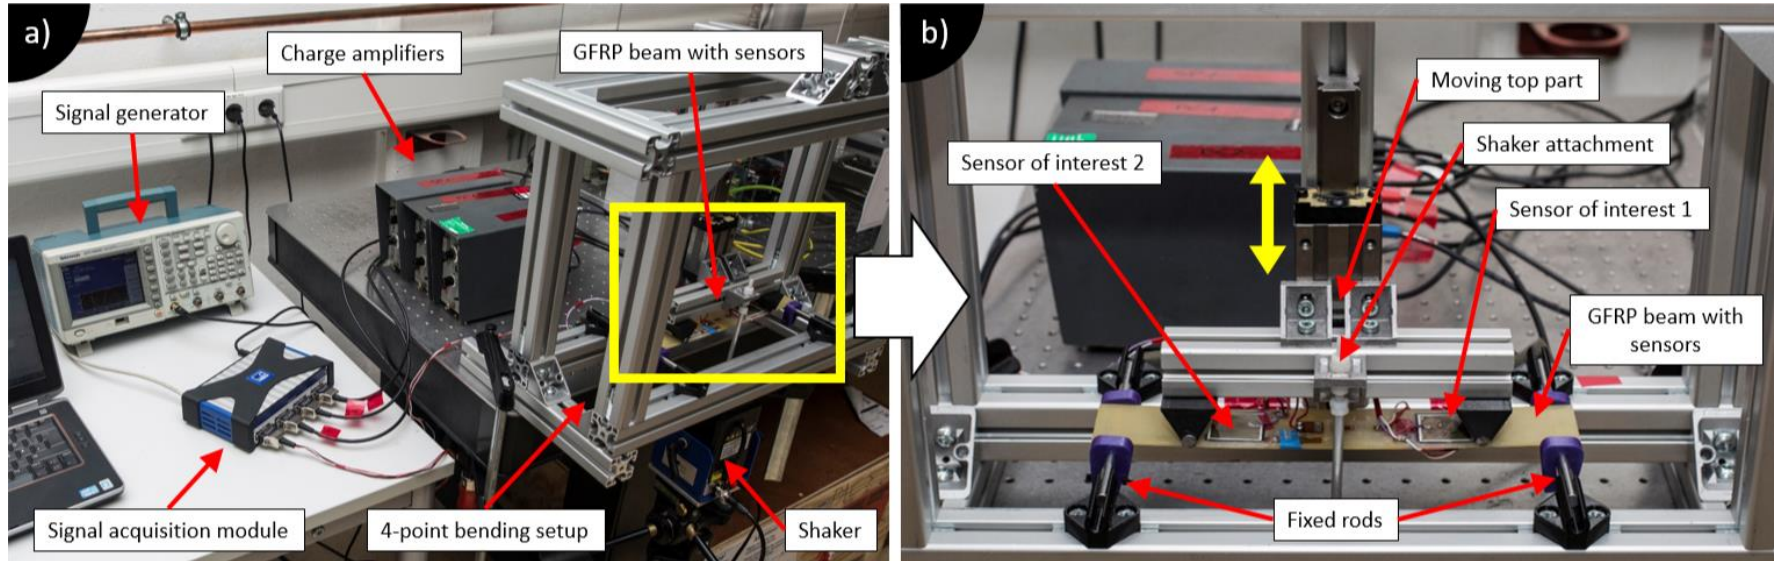 a)
Charge amplifiers
GFRP beam with sensors
Signal generator
Signal acquisition module
4-point bending setup
Shaker
b)
Moving top part
Shaker attachment
Sensor of interest 2
Sensor of interest 1
GFRP beam with
sensors
Fixed rods